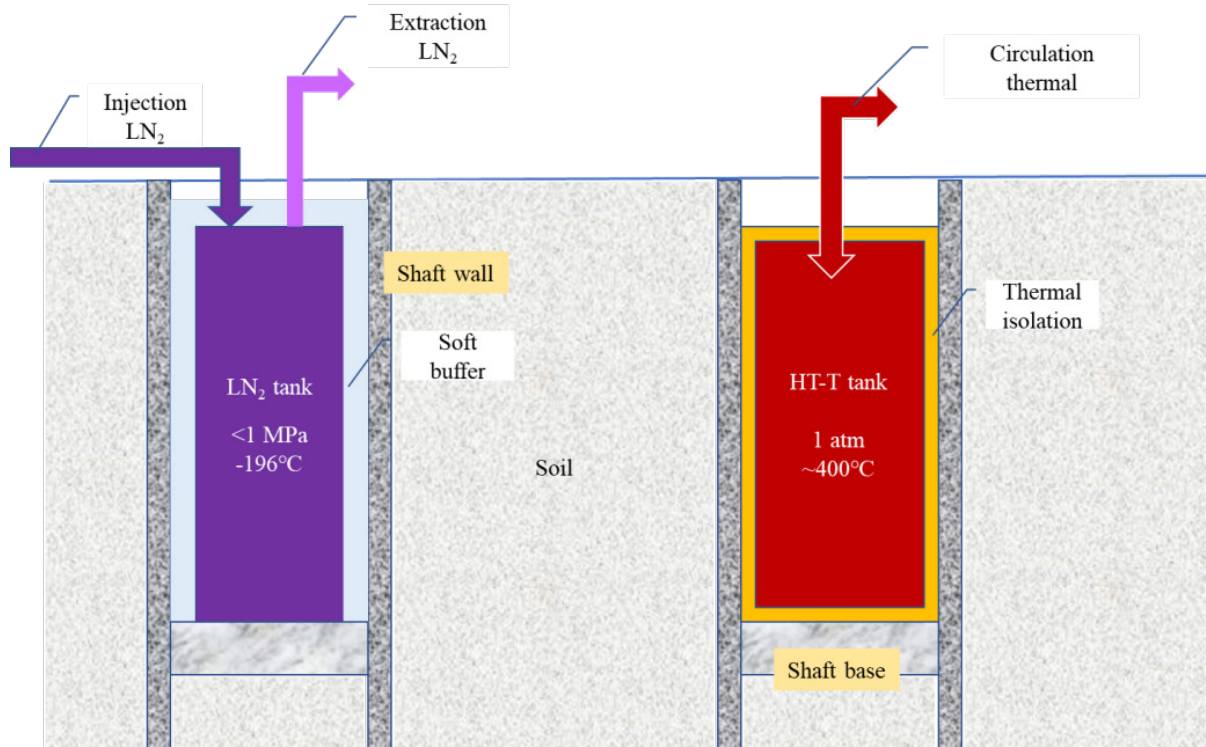 Extraction
LN₂
Circulation
thermal
Injection
LN₂
Shaft wall
Thermal
isolation
Soft
buffer
LN₂ tank
<1 MPa
-196℃
HT-T tank
1 atm
~400℃
Soil
Shaft base